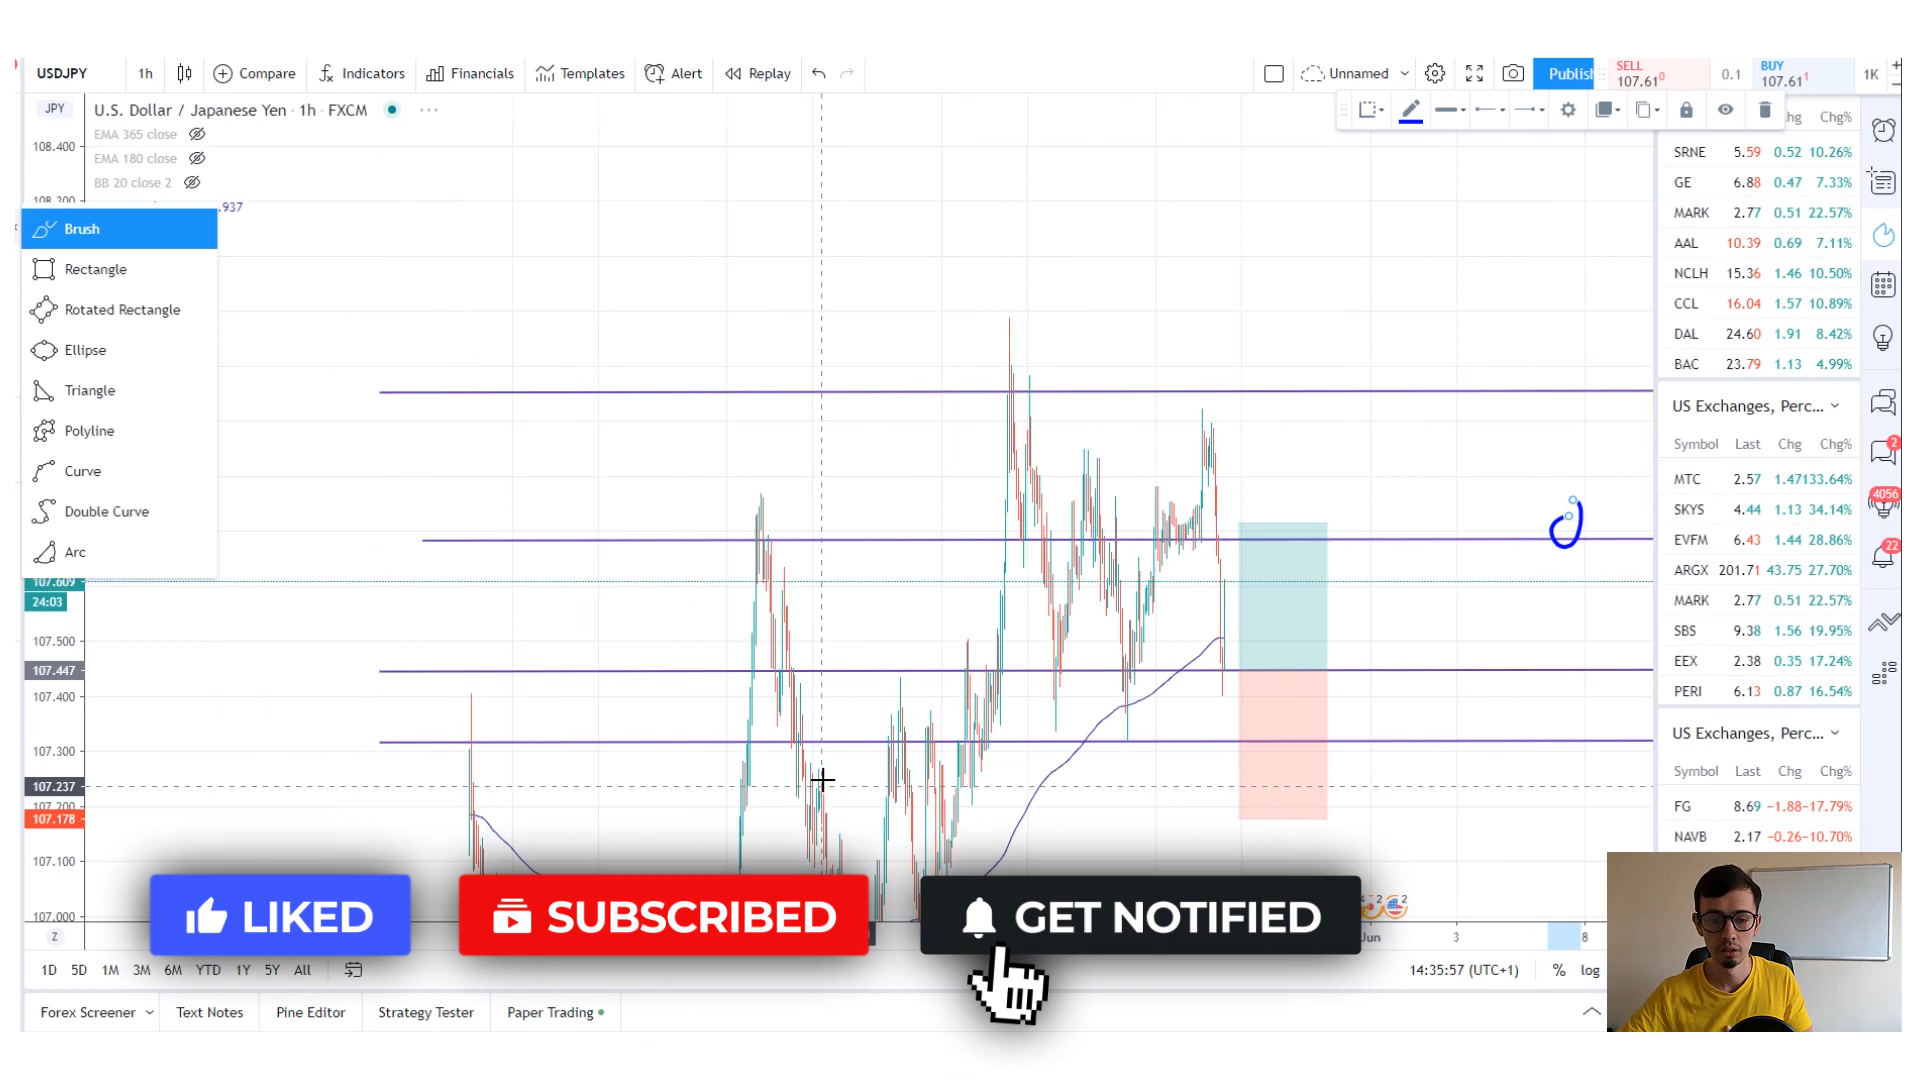 USDJPY 1h Compare Indicators Financials Templates Alert Replay Unnamed Publish SELL 107.610 0.1 BUY 107.611 1K
JPY U.S. Dollar / Japanese Yen · 1h · FXCM
EMA 365 close
EMA 180 close
BB 20 close 2
.937
108.400
108.300
Brush
Rectangle
Rotated Rectangle
Ellipse
Triangle
Polyline
Curve
Double Curve
Arc
107.609
24:03
107.500
107.447
107.400
107.300
107.237
107.200
107.178
107.100
107.000
Z
hg Chg%
SRNE 5.59 0.52 10.26%
GE 6.88 0.47 7.33%
MARK 2.77 0.51 22.57%
AAL 10.39 0.69 7.11%
NCLH 15.36 1.46 10.50%
CCL 16.04 1.57 10.89%
DAL 24.60 1.91 8.42%
BAC 23.79 1.13 4.99%
US Exchanges, Perc...
Symbol Last Chg Chg%
MTC 2.57 1.47133.64%
SKYS 4.44 1.13 34.14%
EVFM 6.43 1.44 28.86%
ARGX 201.71 43.75 27.70%
MARK 2.77 0.51 22.57%
SBS 9.38 1.56 19.95%
EEX 2.38 0.35 17.24%
PERI 6.13 0.87 16.54%
US Exchanges, Perc...
Symbol Last Chg Chg%
FG 8.69 −1.88−17.79%
NAVB 2.17 −0.26−10.70%
2
4056
22
LIKED SUBSCRIBED GET NOTIFIED
2 2
Jun 3 8
1D 5D 1M 3M 6M YTD 1Y 5Y All 14:35:57 (UTC+1) % log
Forex Screener Text Notes Pine Editor Strategy Tester Paper Trading